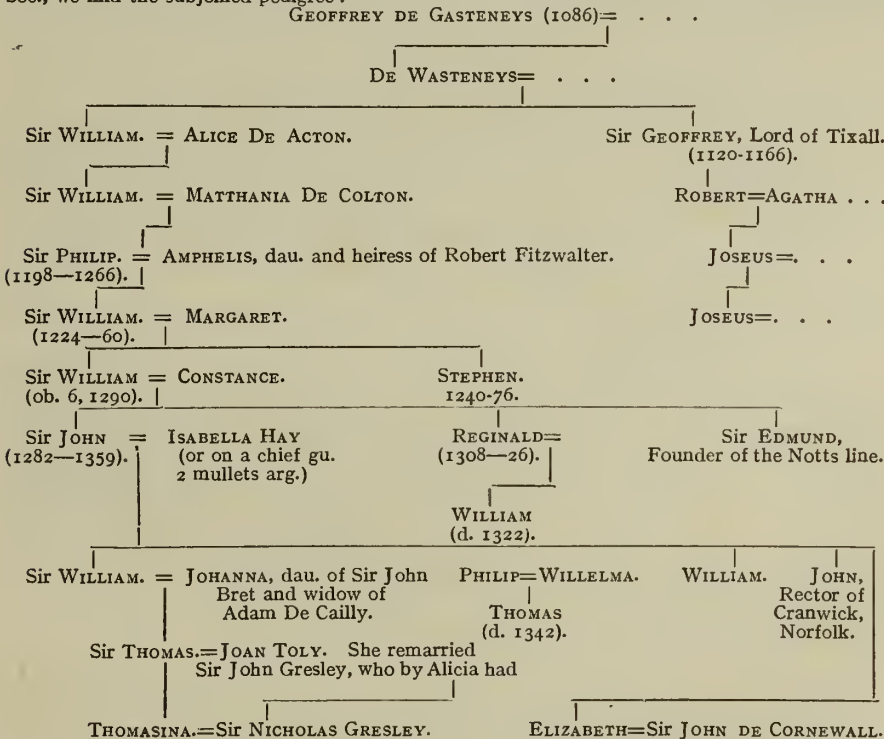 GEOFFREY DE GASTENEYS (1086)= . . .
DE WASTENEYS= . . .
Sir WILLIAM. = ALICE DE ACTON. Sir GEOFFREY, Lord of Tixall.
(1120-1166).
Sir WILLIAM. = MATTHANIA DE COLTON. ROBERT=AGATHA . . .
Sir PHILIP. = AMPHELIS, dau. and heiress of Robert Fitzwalter. JOSEUS=. . .
(1198—1266).
Sir WILLIAM. = MARGARET. JOSEUS=. . .
(1224—60).
Sir WILLIAM = CONSTANCE. STEPHEN.
(ob. 6, 1290). 1240-76.
Sir JOHN = ISABELLA HAY REGINALD= Sir EDMUND,
(1282—1359). (or on a chief gu. (1308—26). Founder of the Notts line.
2 mullets arg.)
WILLIAM
(d. 1322).
Sir WILLIAM. = JOHANNA, dau. of Sir John PHILIP=WILLELMA. WILLIAM. JOHN,
Bret and widow of THOMAS Rector of
Adam De Cailly. (d. 1342). Cranwick,
Norfolk.
Sir THOMAS.=JOAN TOLY. She remarried
Sir John Gresley, who by Alicia had
THOMASINA.=Sir NICHOLAS GRESLEY. ELIZABETH=Sir JOHN DE CORNEWALL.